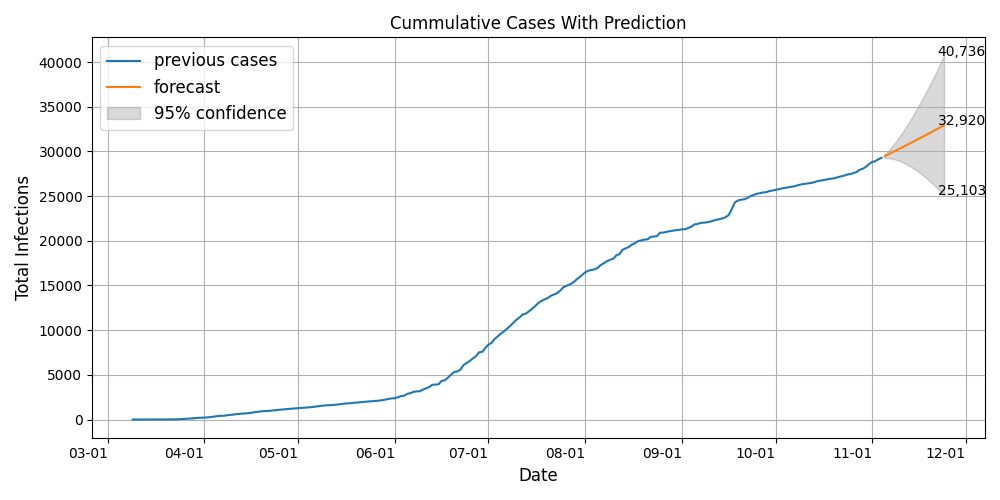 Cummulative Cases With Prediction
previous cases
forecast
95% confidence
40,736
32,920
25,103
Total Infections
40000
35000
30000
25000
20000
15000
10000
5000
0
03-01 04-01 05-01 06-01 07-01 08-01 09-01 10-01 11-01 12-01
Date